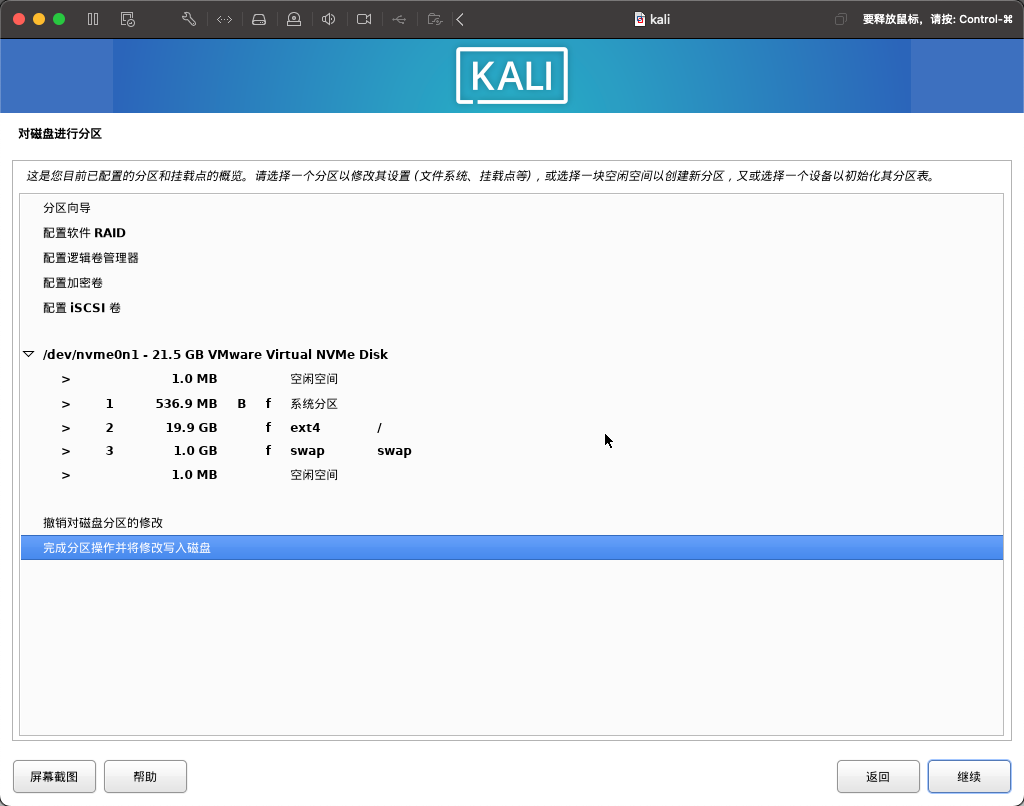 kali
要释放鼠标，请按: Control-⌘
KALI
对磁盘进行分区
这是您目前已配置的分区和挂载点的概览。请选择一个分区以修改其设置 (文件系统、挂载点等)，或选择一块空闲空间以创建新分区，又或选择一个设备以初始化其分区表。
分区向导
配置软件 RAID
配置逻辑卷管理器
配置加密卷
配置 iSCSI 卷
/dev/nvme0n1 - 21.5 GB VMware Virtual NVMe Disk
> 1.0 MB 空闲空间
> 1 536.9 MB B f 系统分区
> 2 19.9 GB f ext4 /
> 3 1.0 GB f swap swap
> 1.0 MB 空闲空间
撤销对磁盘分区的修改
完成分区操作并将修改写入磁盘
屏幕截图 帮助 返回 继续